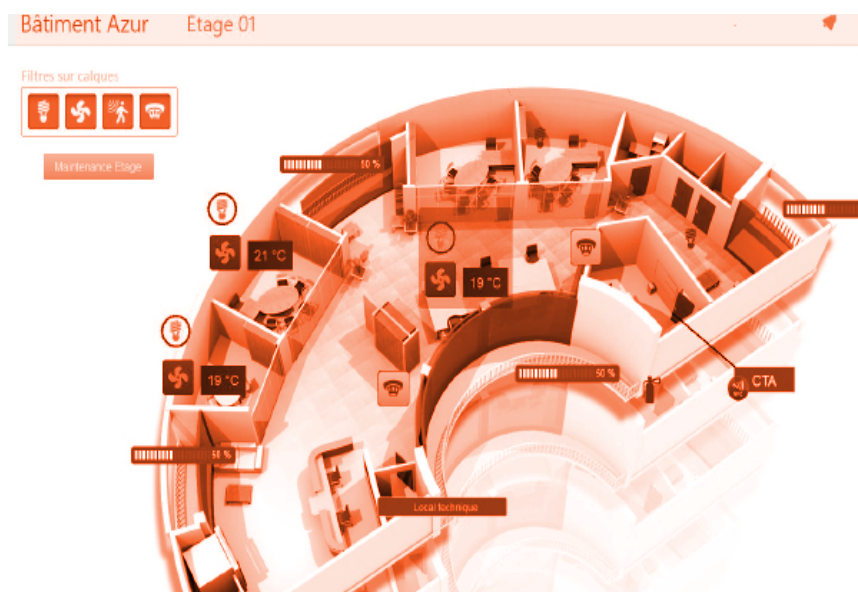 Bâtiment Azur Etage 01
Filtres sur calques
Maintenance Etage
50 %
21 °C
19 °C
19 °C
50 %
CTA
50 %
Local technique